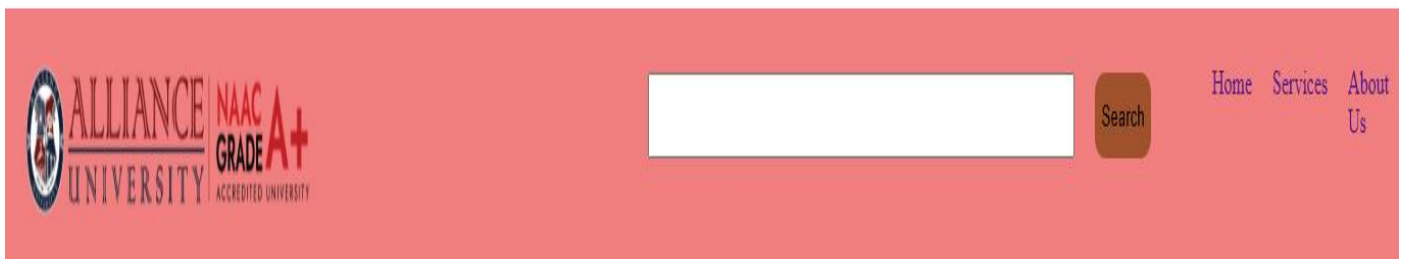 ALLIANCE
UNIVERSITY
NAAC
GRADE A+
ACCREDITED UNIVERSITY
Search
Home Services About Us